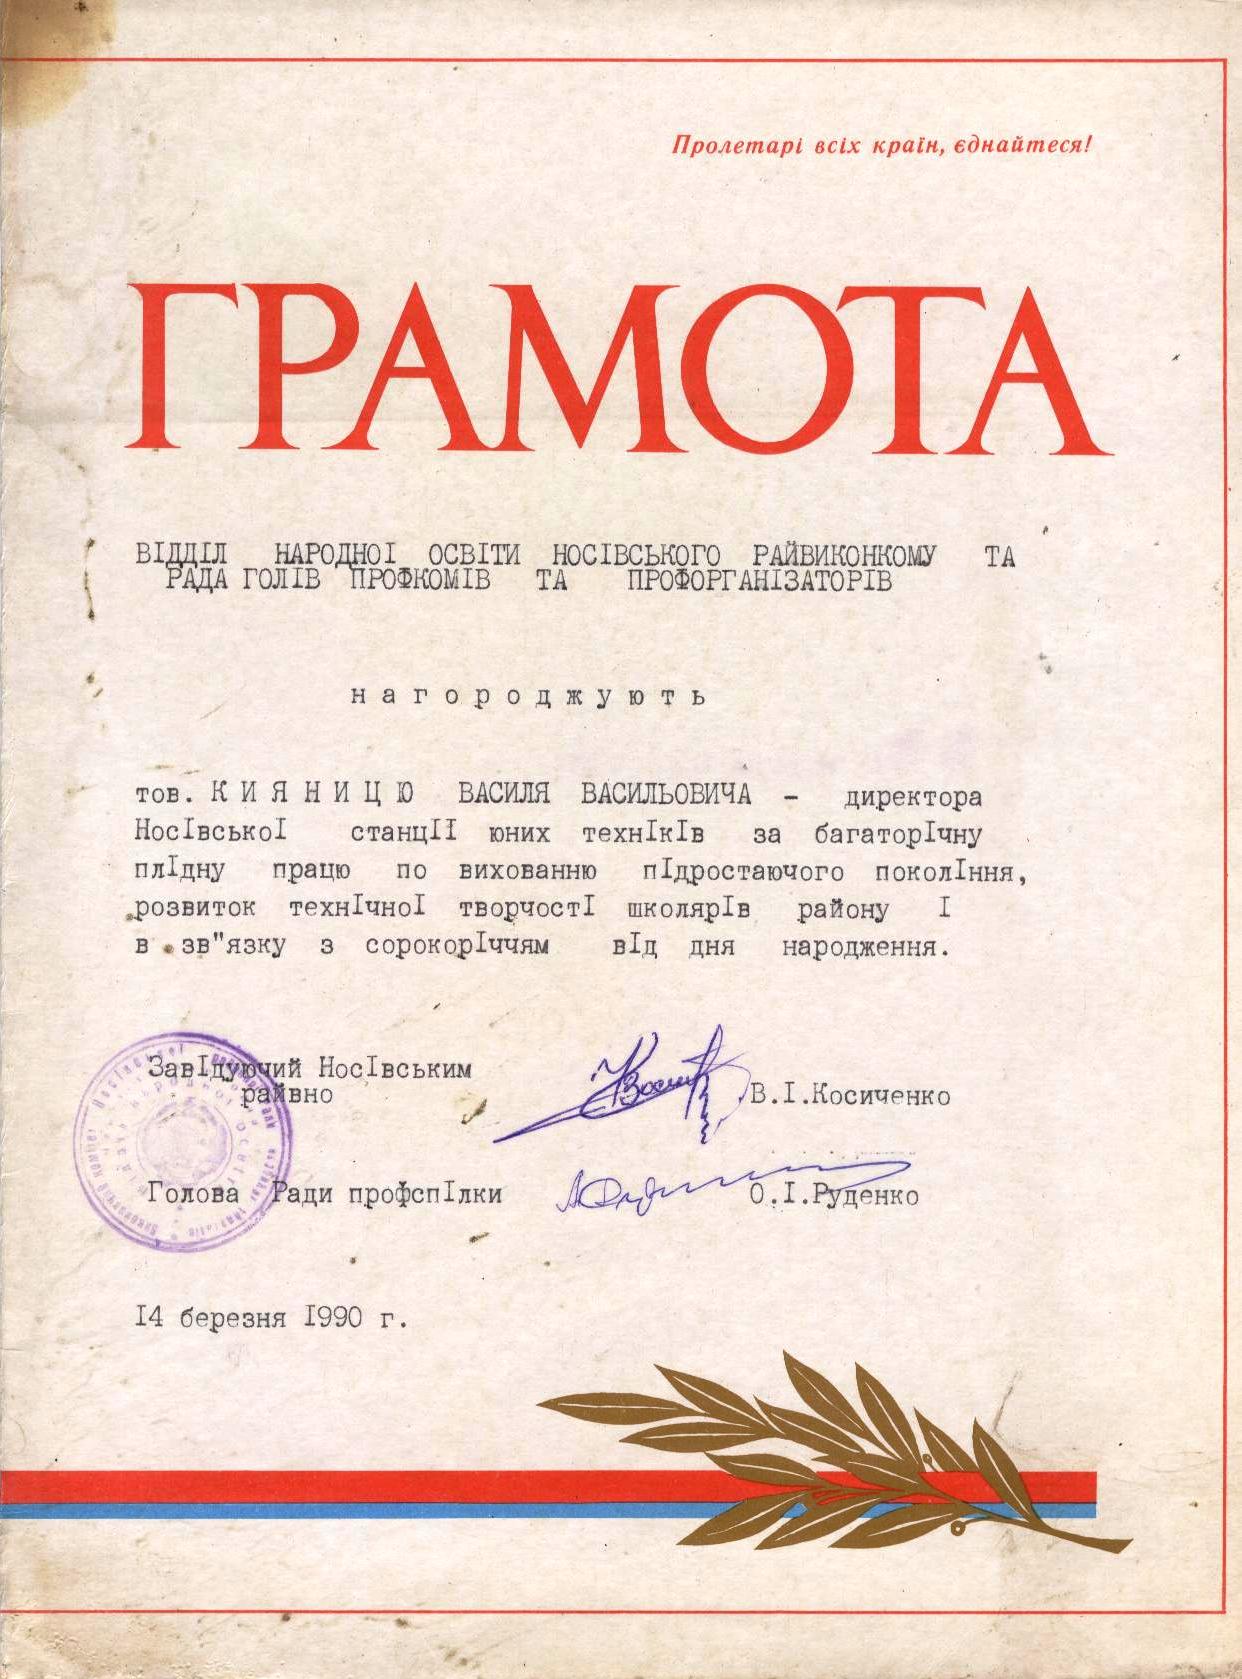 Пролетарі всіх країн, єднайтеся!
ГРАМОТА
ВІДДІЛ НАРОДНОІ ОСВІТИ НОСІВСЬКОГО РАЙВИКОНКОМУ ТА
РАДА ГОЛІВ ПРОФКОМІВ ТА ПРОФОРГАНІЗАТОРІВ
нагороджують
тов. КИЯНИЦЮ ВАСИЛЯ ВАСИЛЬОВИЧА - директора
НосІвськоІ станціІ юних технІкІв за багаторІчну
плІдну працю по вихованню пІдростаючого поколІння,
розвиток технІчноІ творчостІ школярІв району І
в зв"язку з сорокорІччям вІд дня народження.
ЗавІдуючий НосІвським
райвно В.І.Косиченко
Голова Ради профспІлки О.І.Руденко
І4 березня І990 г.